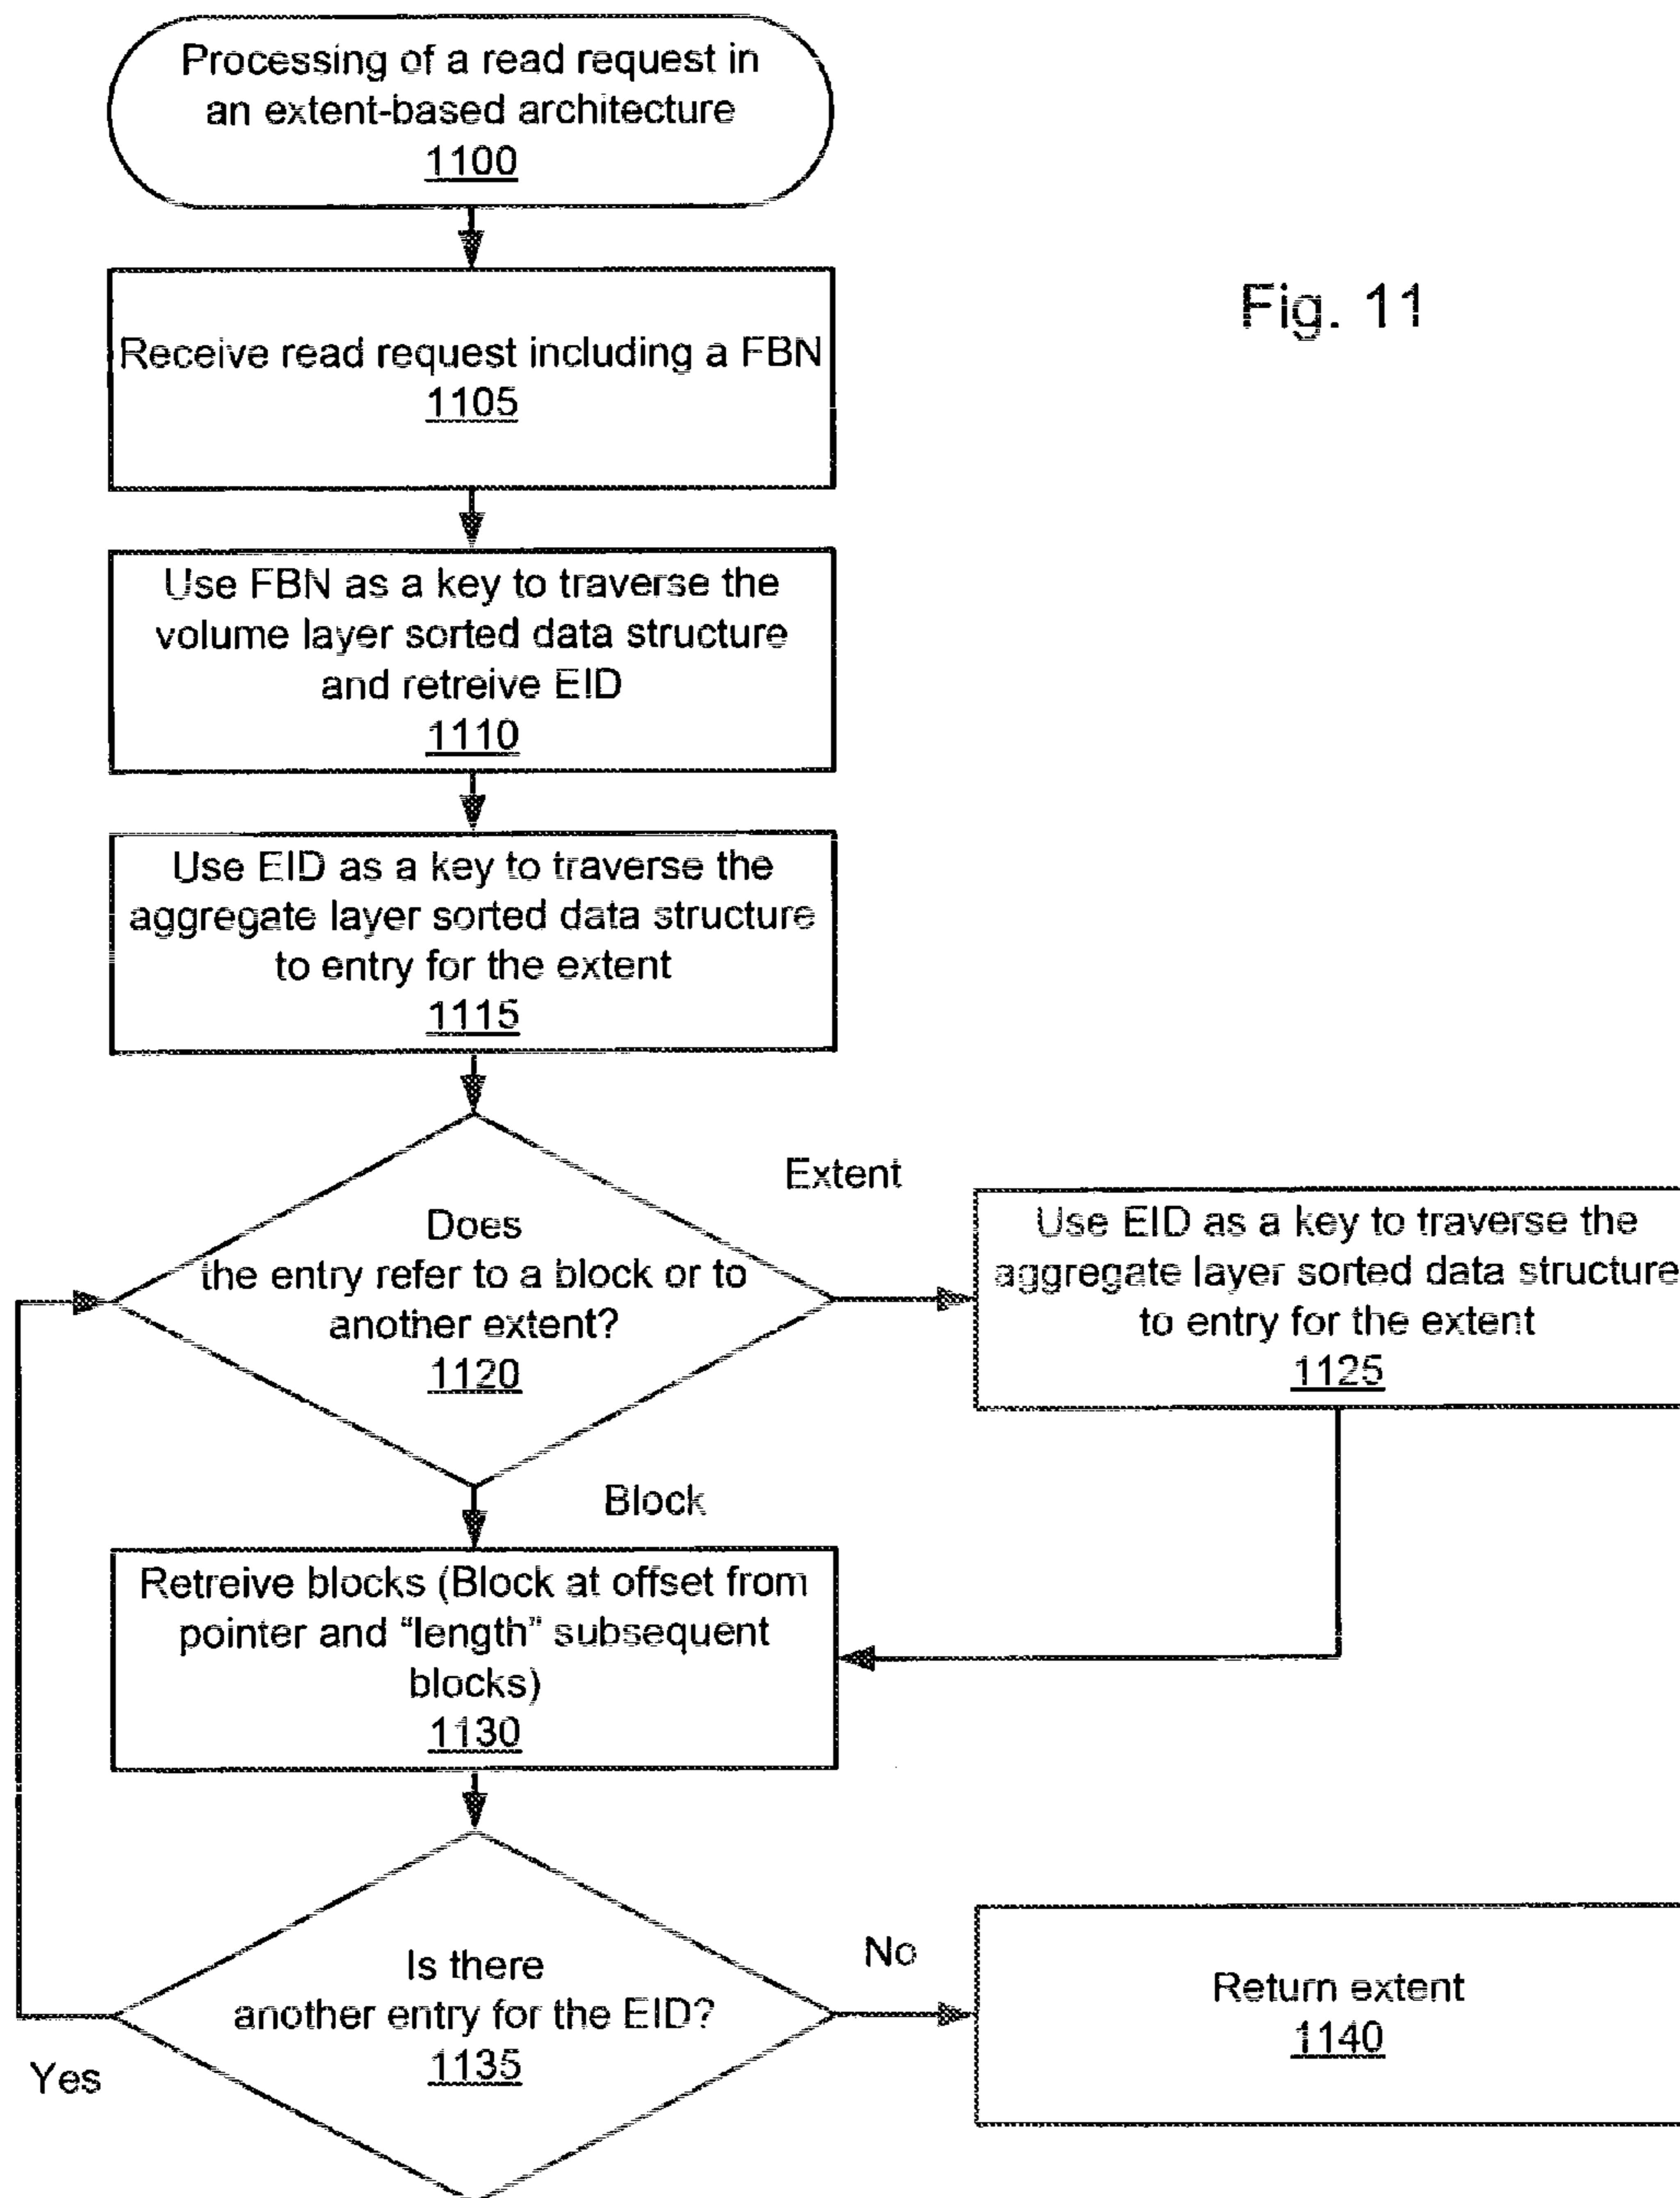 Processing of a read request in
an extent-based architecture
1100
Fig. 11
Receive read request including a FBN
1105
Use FBN as a key to traverse the
volume layer sorted data structure
and retreive EID
1110
Use EID as a key to traverse the
aggregate layer sorted data structure
to entry for the extent
1115
Extent
Does
the entry refer to a block or to
another extent?
1120
Use EID as a key to traverse the
aggregate layer sorted data structure
to entry for the extent
1125
Block
Retreive blocks (Block at offset from
pointer and “length” subsequent
blocks)
1130
Is there
another entry for the EID?
1135
No
Return extent
1140
Yes